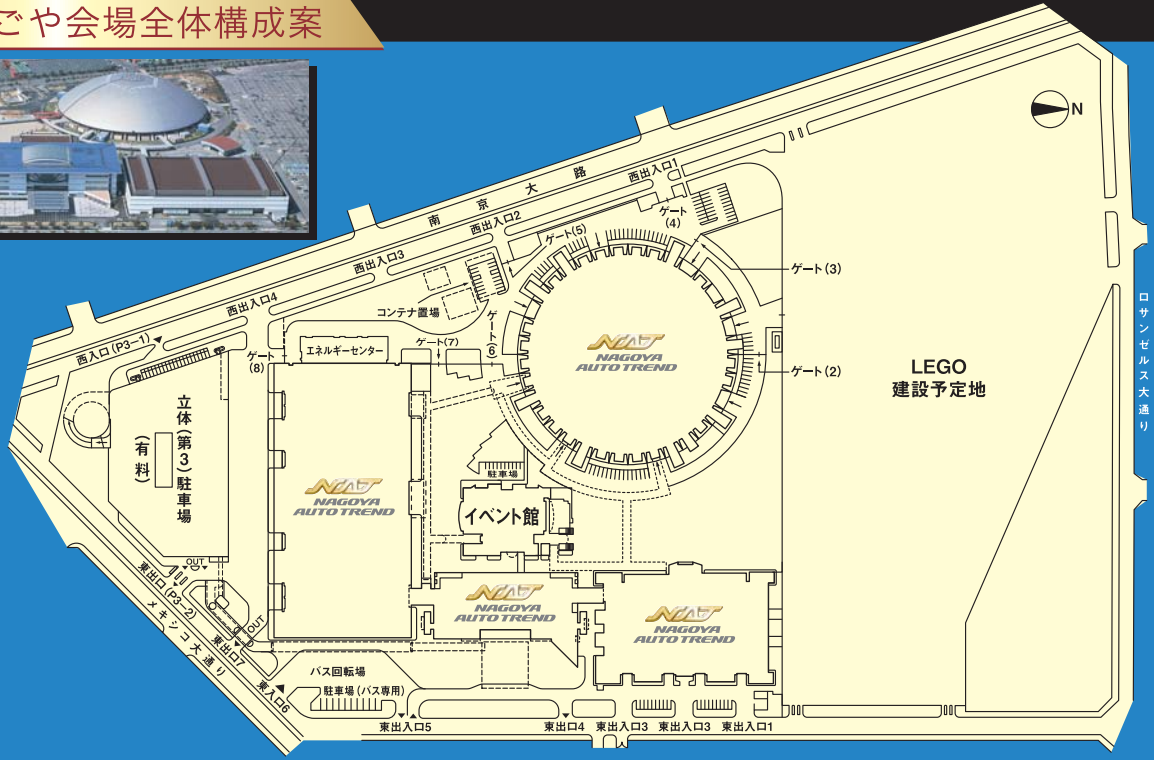 ごや会場全体構成案
N
南京大路
西出入口1
西出入口2
西出入口3
西出入口4
西入口(P3-1)
ゲート(4)
ゲート(5)
ゲート(3)
ゲート(2)
ゲート(6
ゲート(7)
ゲート(8)
コンテナ置場
エネルギーセンター
NAT
NAGOYA
AUTO TREND
LEGO
建設予定地
ロサンゼルス大通り
立体(第3)駐車場
(有料)
NAT
NAGOYA
AUTO TREND
駐車場
イベント館
NAT
NAGOYA
AUTO TREND
NAT
NAGOYA
AUTO TREND
OUT
東出口(P3-2)
OUT
メキシコ大通り
東出口7
東入口6
バス回転場
駐車場(バス専用)
東出入口5
東出口4
東出入口3
東出入口3
東出入口1